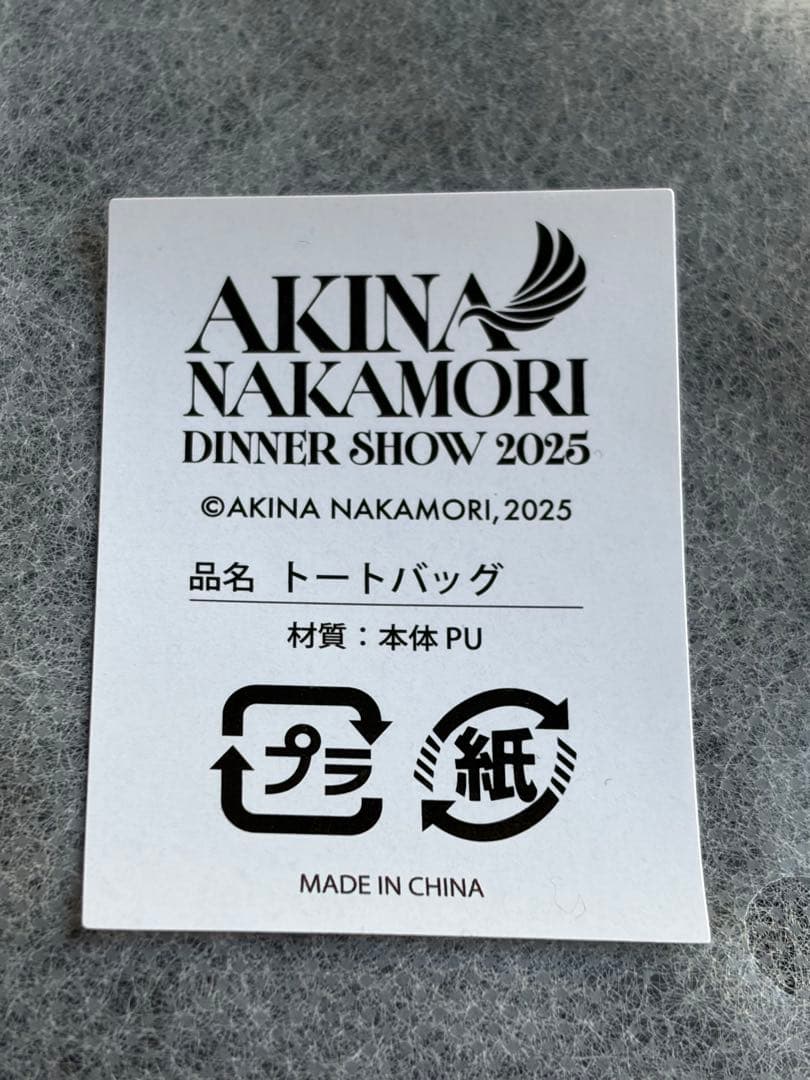 AKINA
NAKAMORI
DINNER SHOW 2025
©AKINA NAKAMORI, 2025
品名 トートバッグ
材質：本体 PU
プラ 紙
MADE IN CHINA